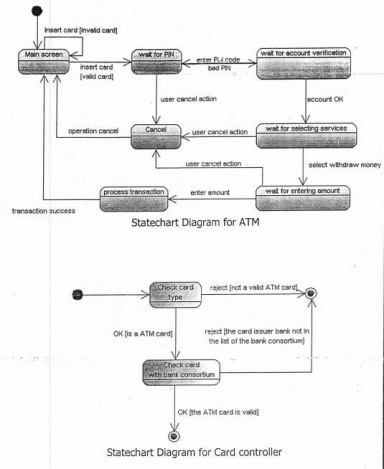 insert card [invalid card]
Main screen
insert card
[valid card]
wait for PIN
enter PIN code
bad PIN
wait for account verification
user cancel action
account OK
operation cancel
Cancel
user cancel action
wait for selecting services
user cancel action
select withdraw money
process transaction
enter amount
wait for entering amount
transaction success
Statechart Diagram for ATM
Check card
type
reject [not a valid ATM card]
OK [is a ATM card]
reject [the card issuer bank not in
the list of the bank consortium]
Check card
with bank consortium
OK [the ATM card is valid]
Statechart Diagram for Card controller